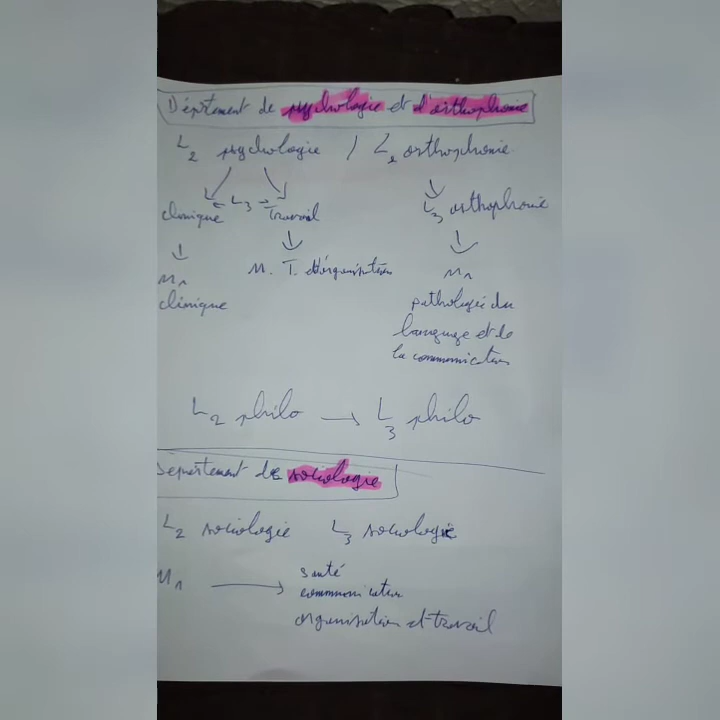 Département de psychologie et d'orthophonie
L2 psychologie / L2 orthophonie
clinique ← L3 → Travail
L3 orthophonie
M1 clinique
M. T. et d'organisation
M1
pathologie du
language et de
la communication
L2 philo → L3 philo
Département de sociologie
L2 sociologie L3 sociologie
M1 → santé
communication
organisation et travail